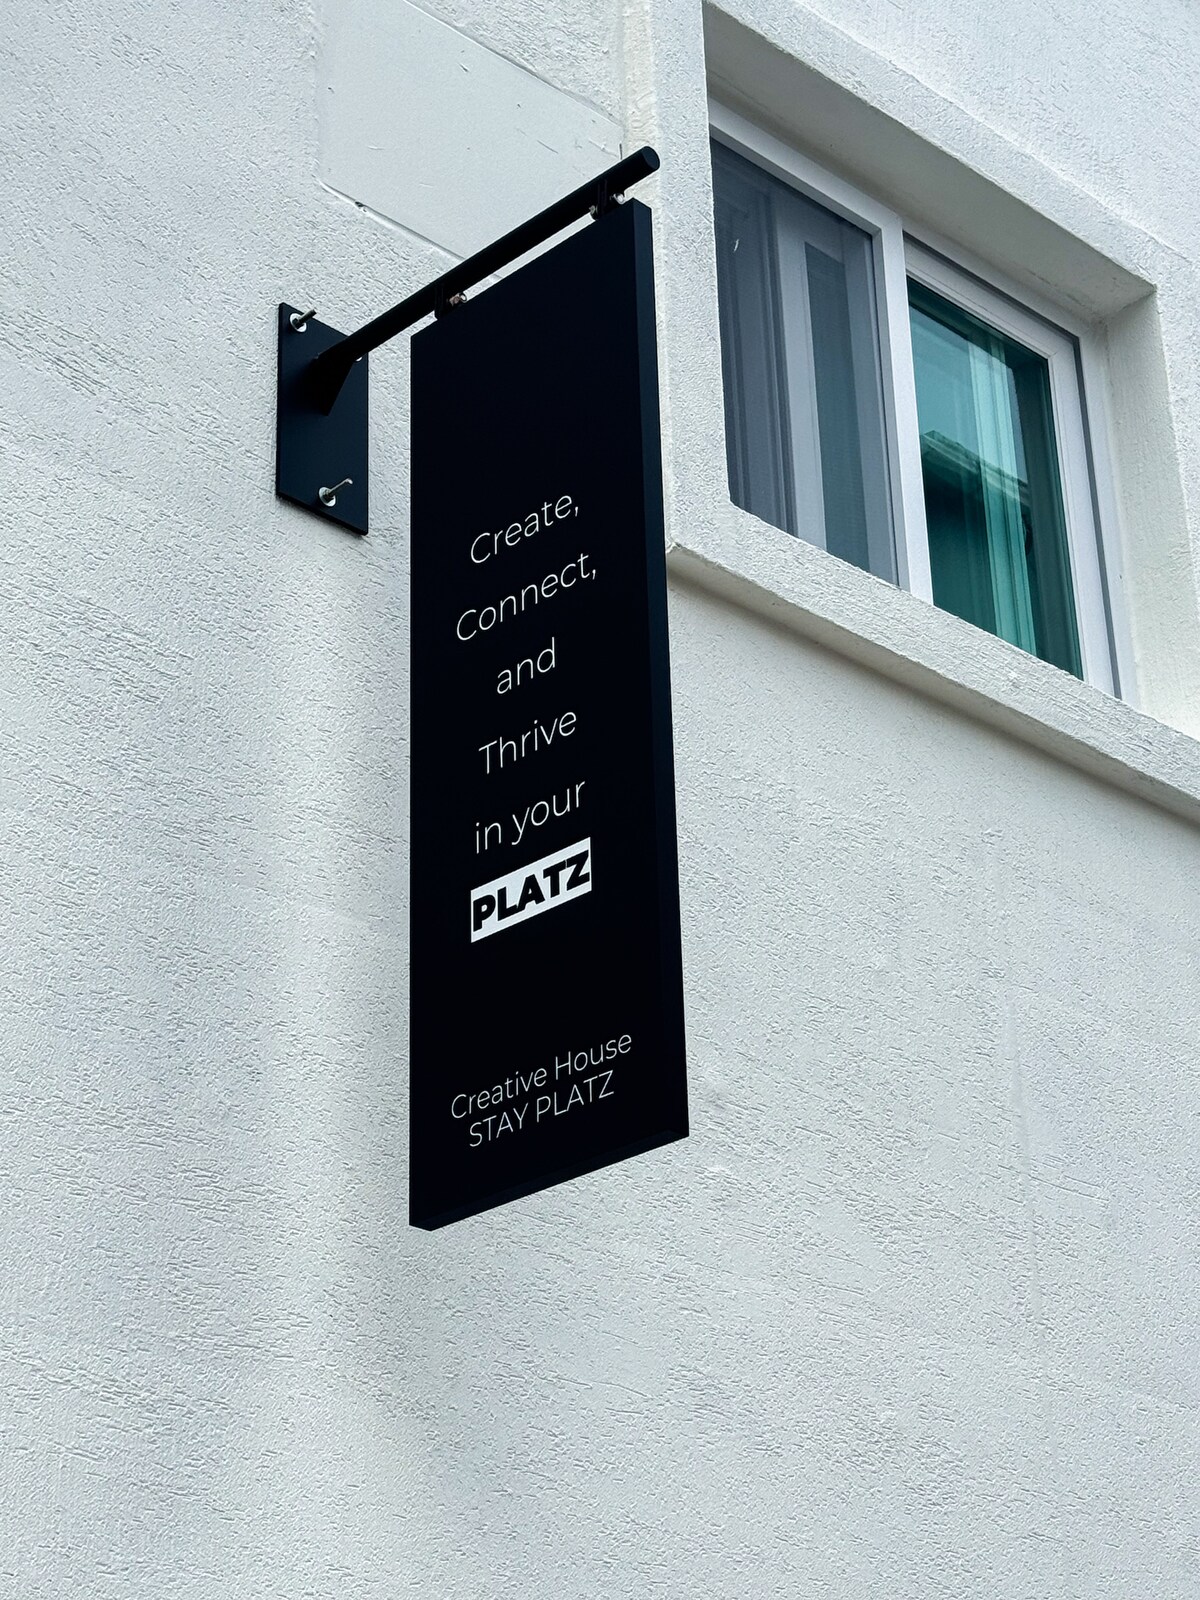 Create,
Connect,
and
Thrive
in your
PLATZ
Creative House
STAY PLATZ